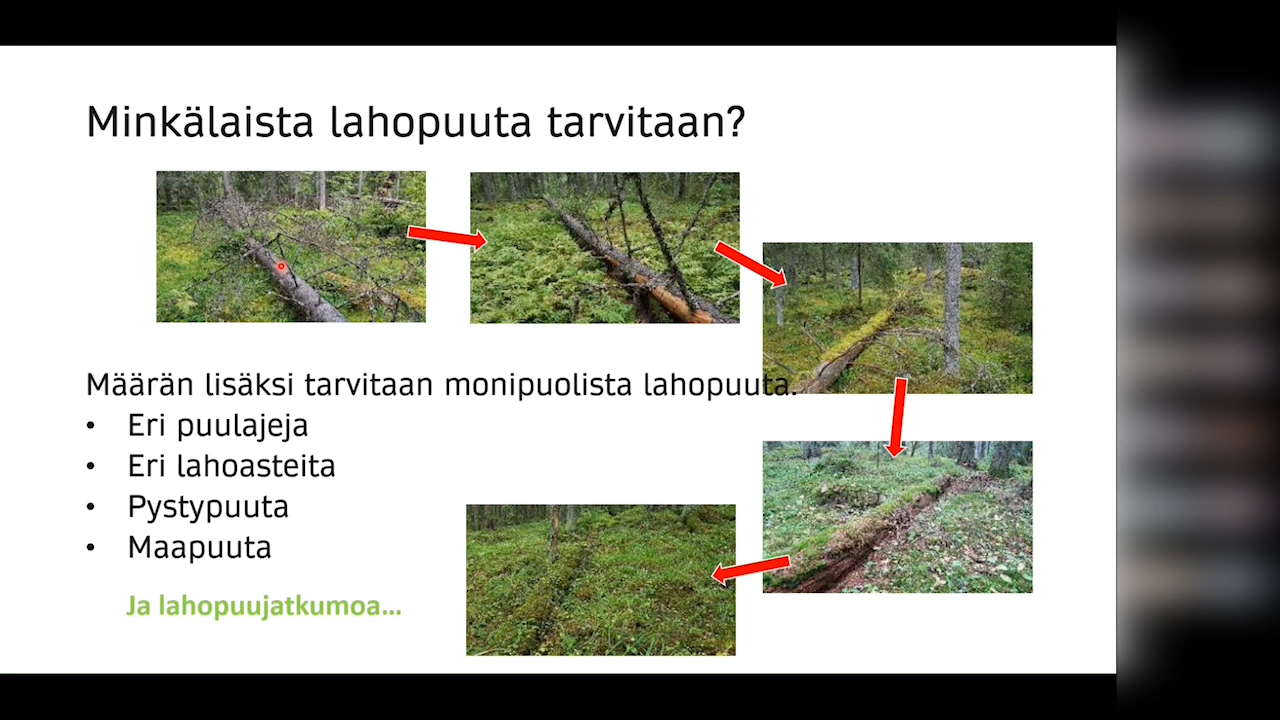 Minkälaista lahopuuta tarvitaan?
Määrän lisäksi tarvitaan monipuolista lahopuuta.
• Eri puulajeja
• Eri lahoasteita
• Pystypuuta
• Maapuuta
Ja lahopuujatkumoa...